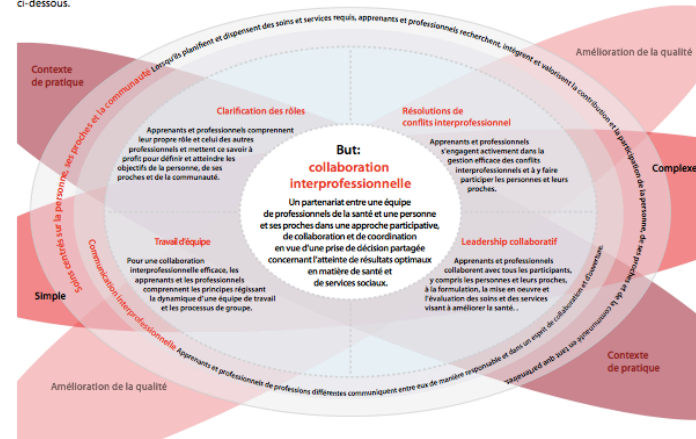 ci-dessous.
Contexte
de pratique
Amélioration de la qualité
Soins centrés sur la personne, ses proches et la communauté Lorsqu'ils planifient et dispensent des soins et services requis, apprenants et professionnels recherchent, intègrent et valorisent la contribution et la participation de la personne, de ses proches et de la communauté en tant que partenaires.
Clarification des rôles
Apprenants et professionnels comprennent
leur propre rôle et celui des autres
professionnels et mettent ce savoir à
profit pour définir et atteindre les
objectifs de la personne, de ses
proches et de la communauté.
Résolutions de
conflits interprofessionnel
Apprenants et professionnels
s'engagent activement dans la
gestion efficace des conflits
interprofessionnels et à y faire
participer les personnes et leurs
proches.
But:
collaboration
interprofessionnelle
Un partenariat entre une équipe
de professionnels de la santé et une personne
et ses proches dans une approche participative,
de collaboration et de coordination
en vue d'une prise de décision partagée
concernant l'atteinte de résultats optimaux
en matière de santé et
de services sociaux.
Complexe
Travail d'équipe
Pour une collaboration
interprofessionnelle efficace, les
apprenants et les professionnels
comprennent les principes régissant
la dynamique d'une équipe de travail
et les processus de groupe.
Leadership collaboratif
Apprenants et professionnels
collaborent avec tous les participants,
y compris les personnes et leurs proches,
à la formulation, la mise en oeuvre et
l'évaluation des soins et des services
visant à améliorer la santé. .
Simple
Communication interprofessionnelle Apprenants et professionnels de professions différentes communiquent entre eux de manière responsable et dans un esprit de collaboration et d'ouverture.
Contexte
de pratique
Amélioration de la qualité